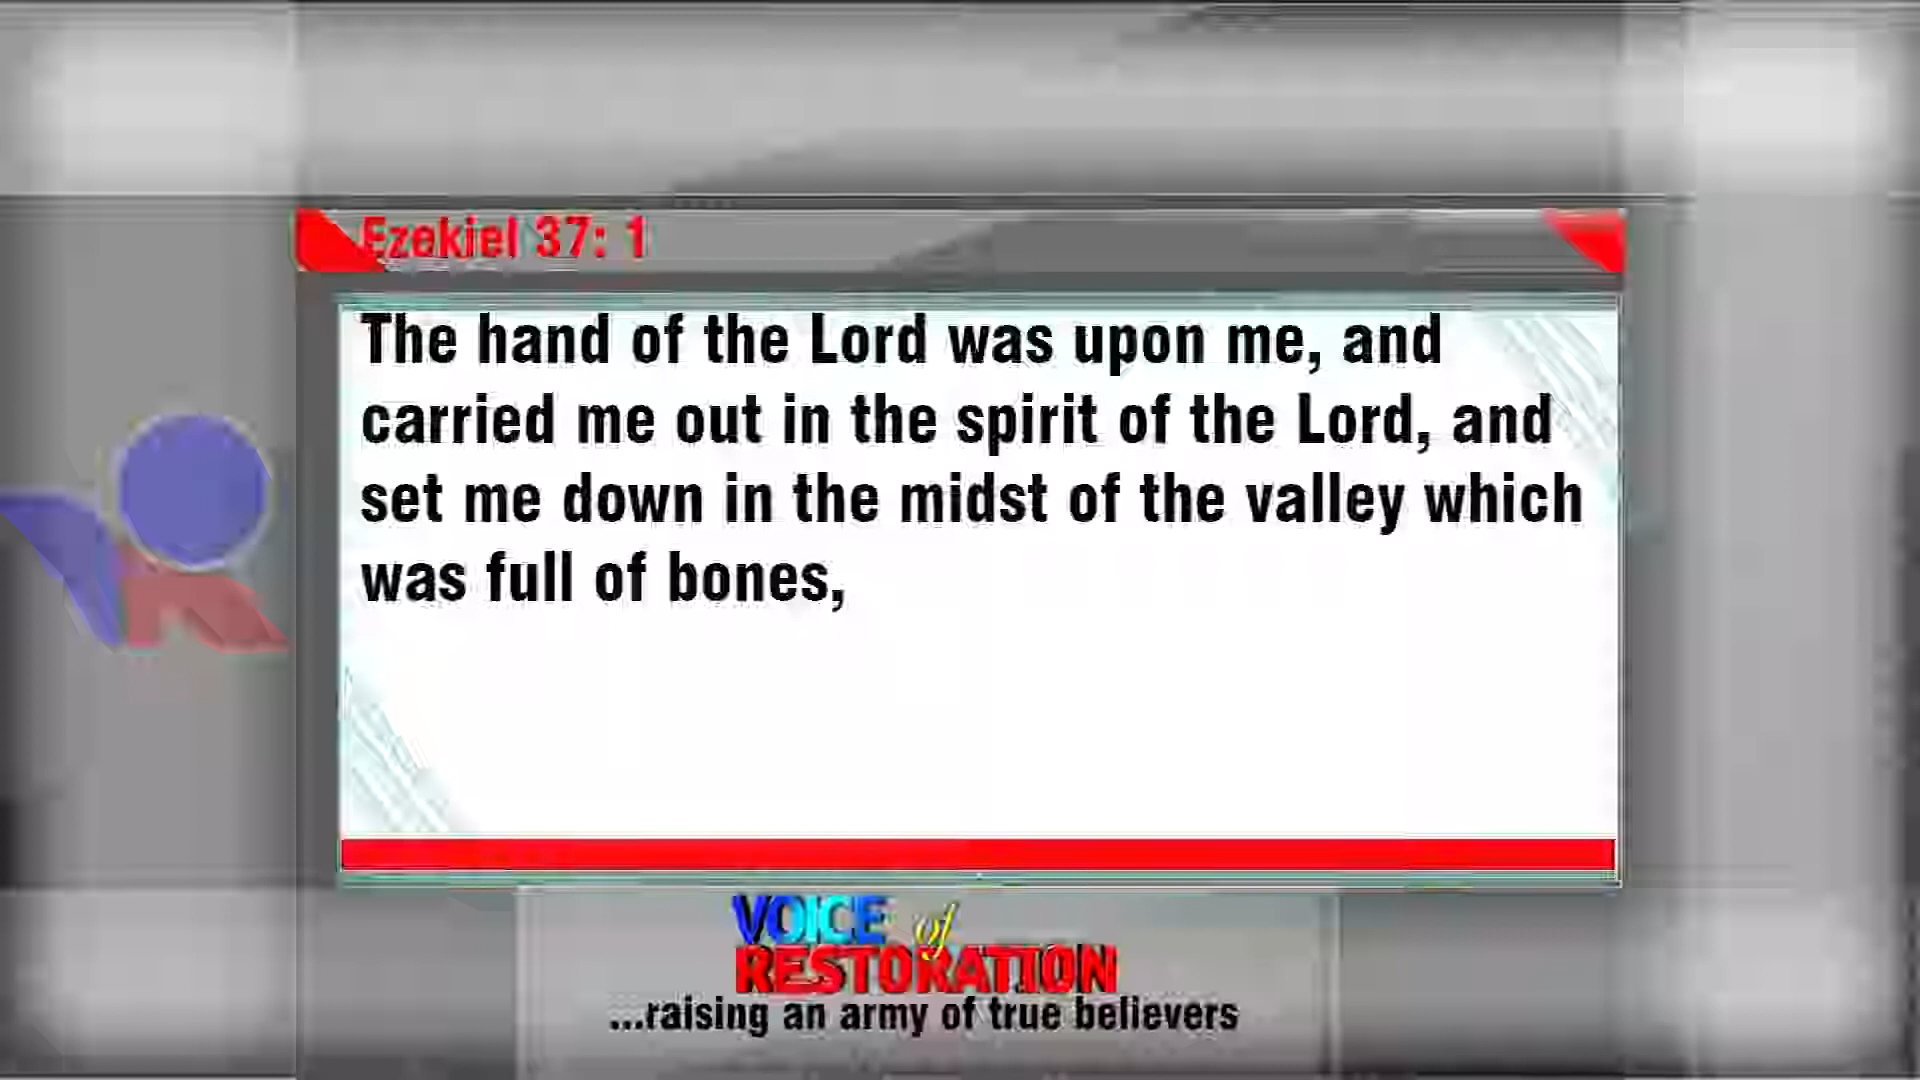 Ezekiel 37: 1
The hand of the Lord was upon me, and
carried me out in the spirit of the Lord, and
set me down in the midst of the valley which
was full of bones,
VOICE of
RESTORATION
...raising an army of true believers